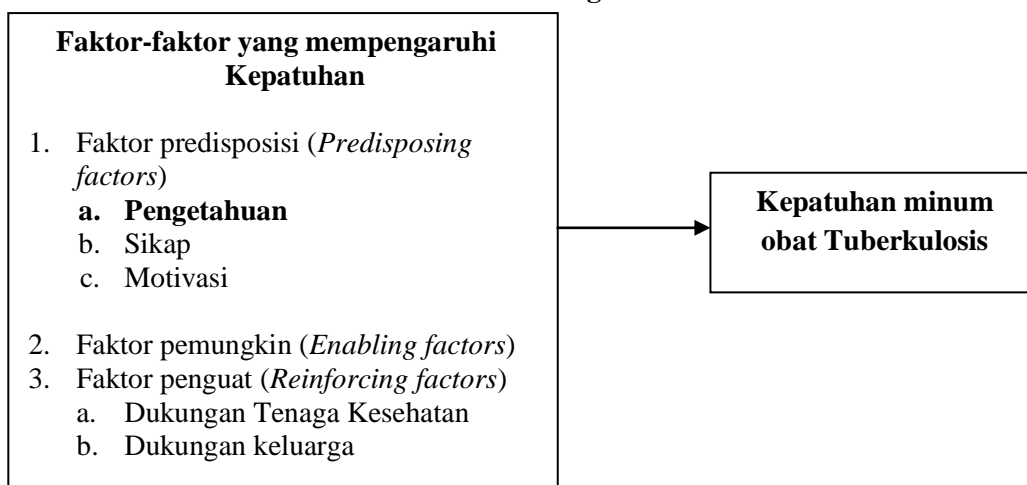 Faktor-faktor yang mempengaruhi
Kepatuhan
1. Faktor predisposisi (Predisposing
factors)
a. Pengetahuan
b. Sikap
c. Motivasi
2. Faktor pemungkin (Enabling factors)
3. Faktor penguat (Reinforcing factors)
a. Dukungan Tenaga Kesehatan
b. Dukungan keluarga
Kepatuhan minum
obat Tuberkulosis